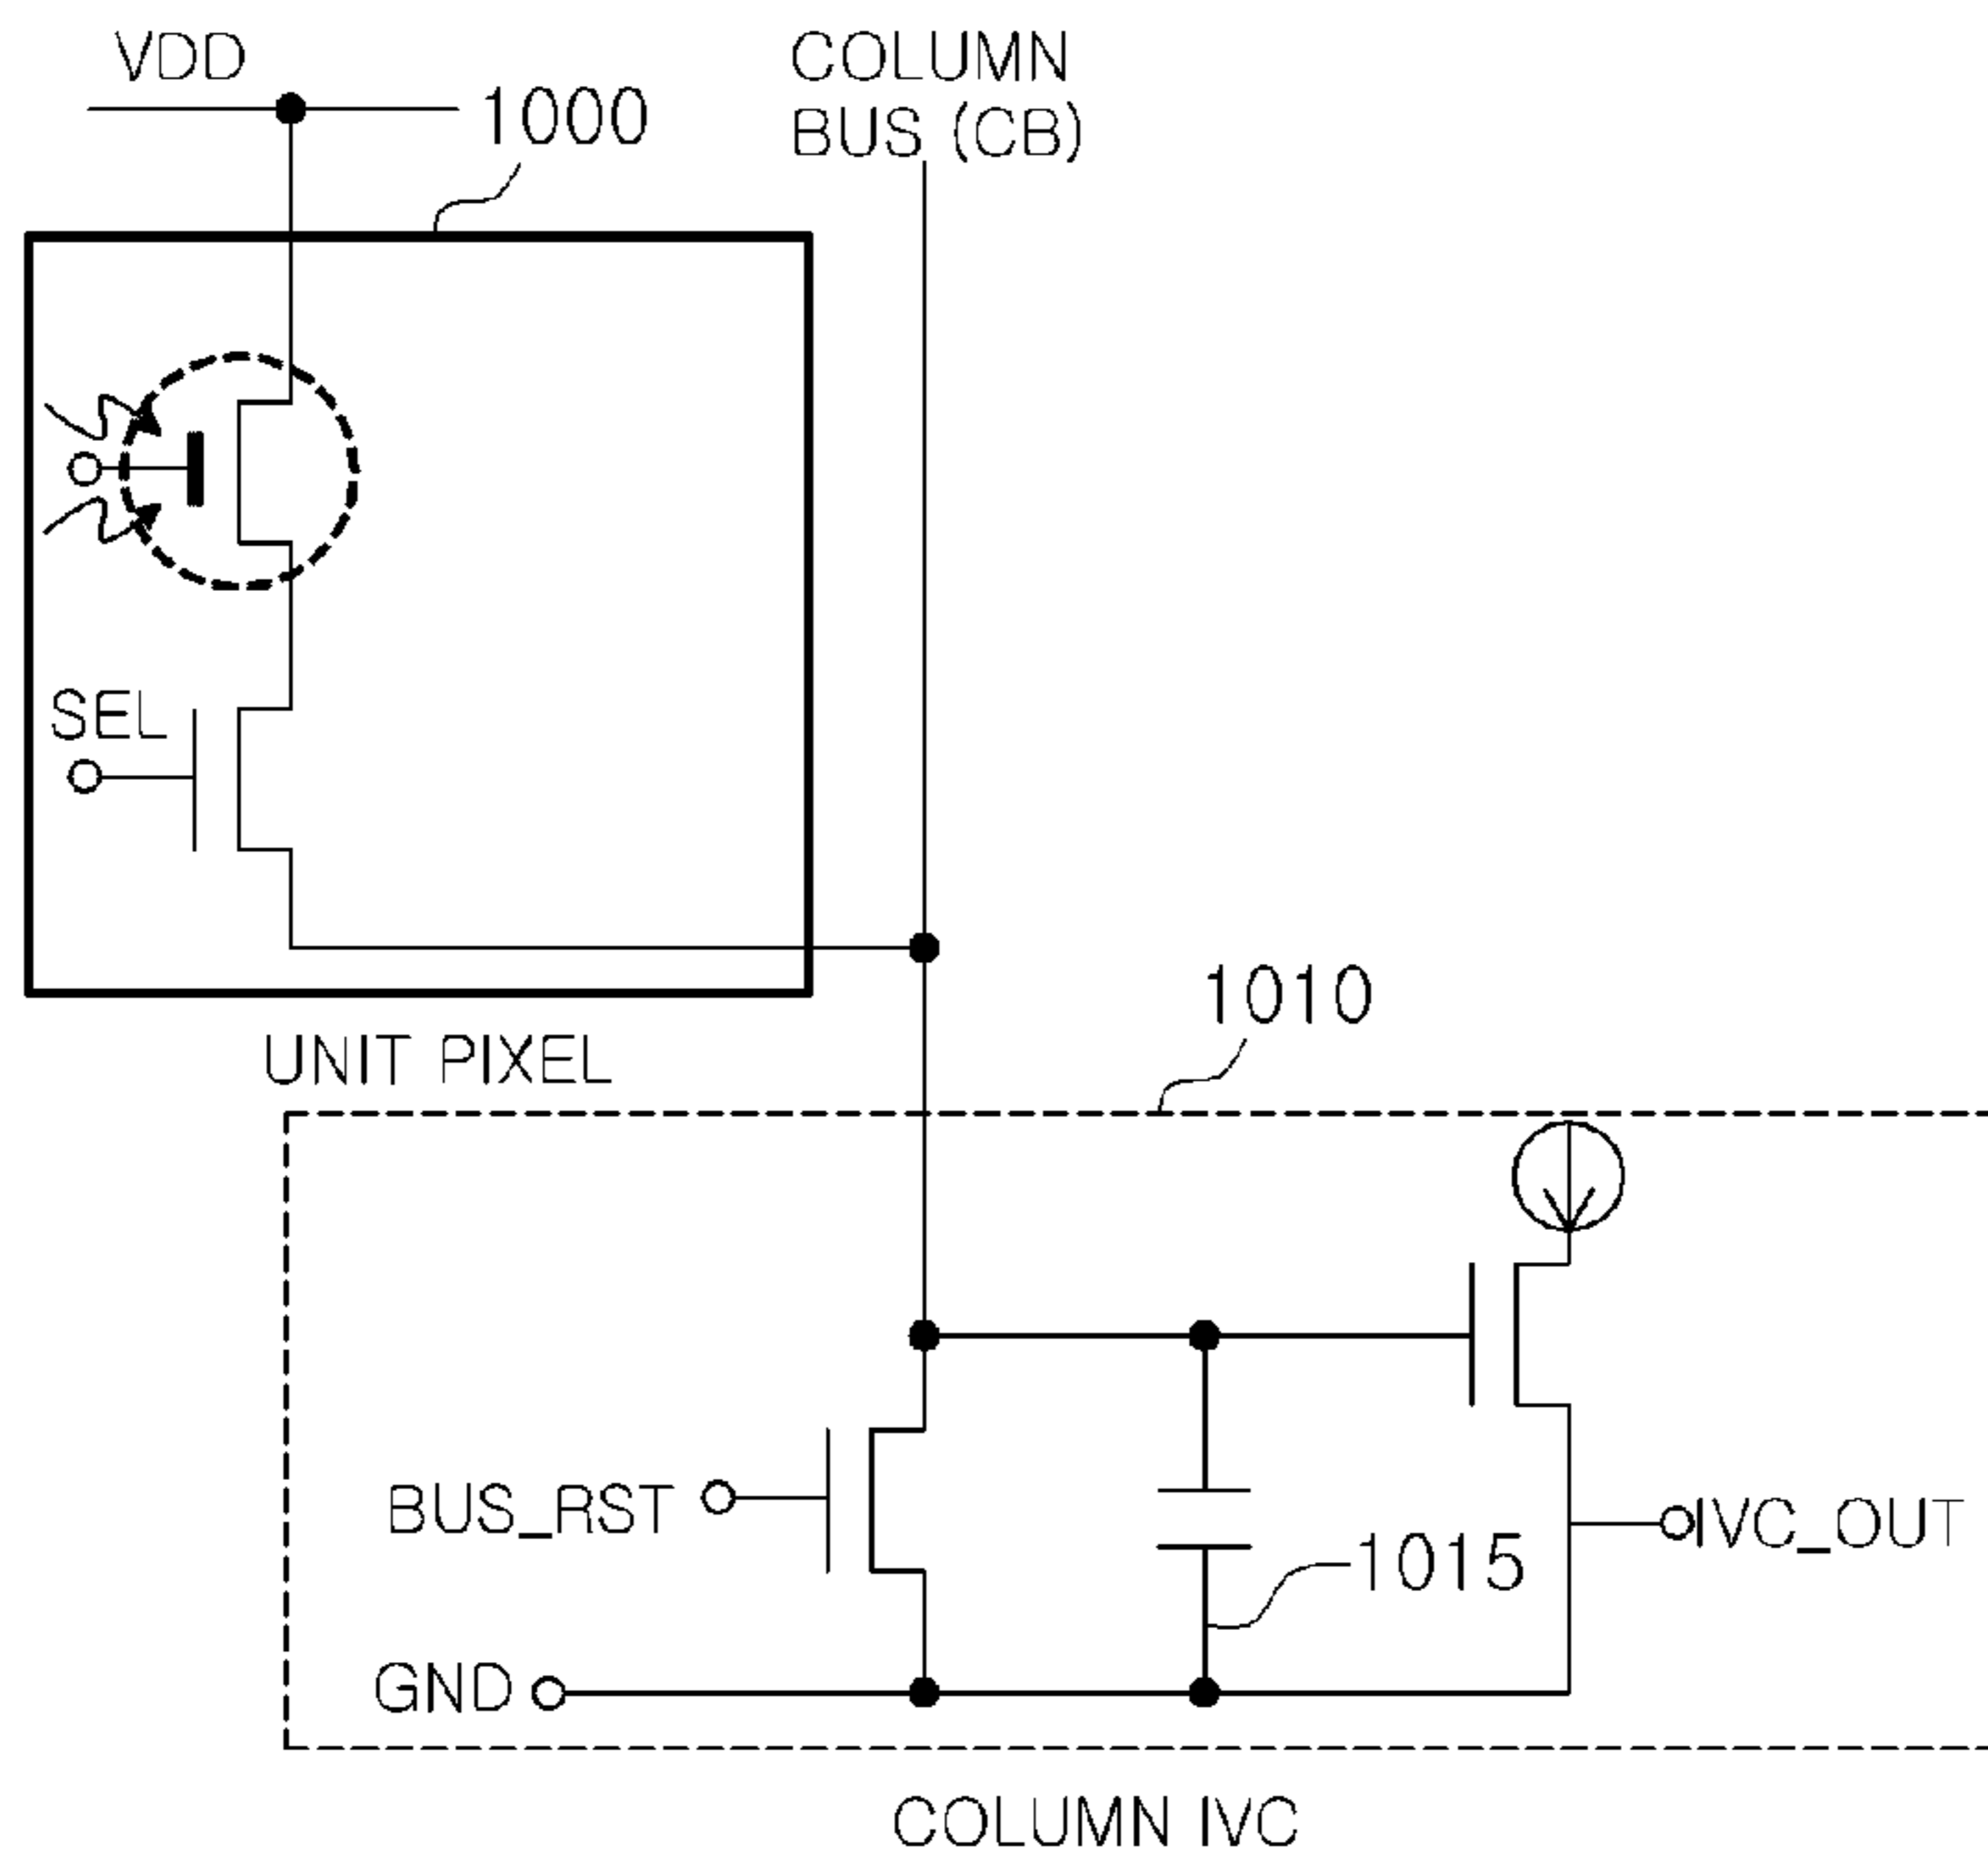 VDD
COLUMN
BUS (CB)
1000
SEL
UNIT PIXEL
1010
BUS_RST
1015
IVC_OUT
GND
COLUMN IVC